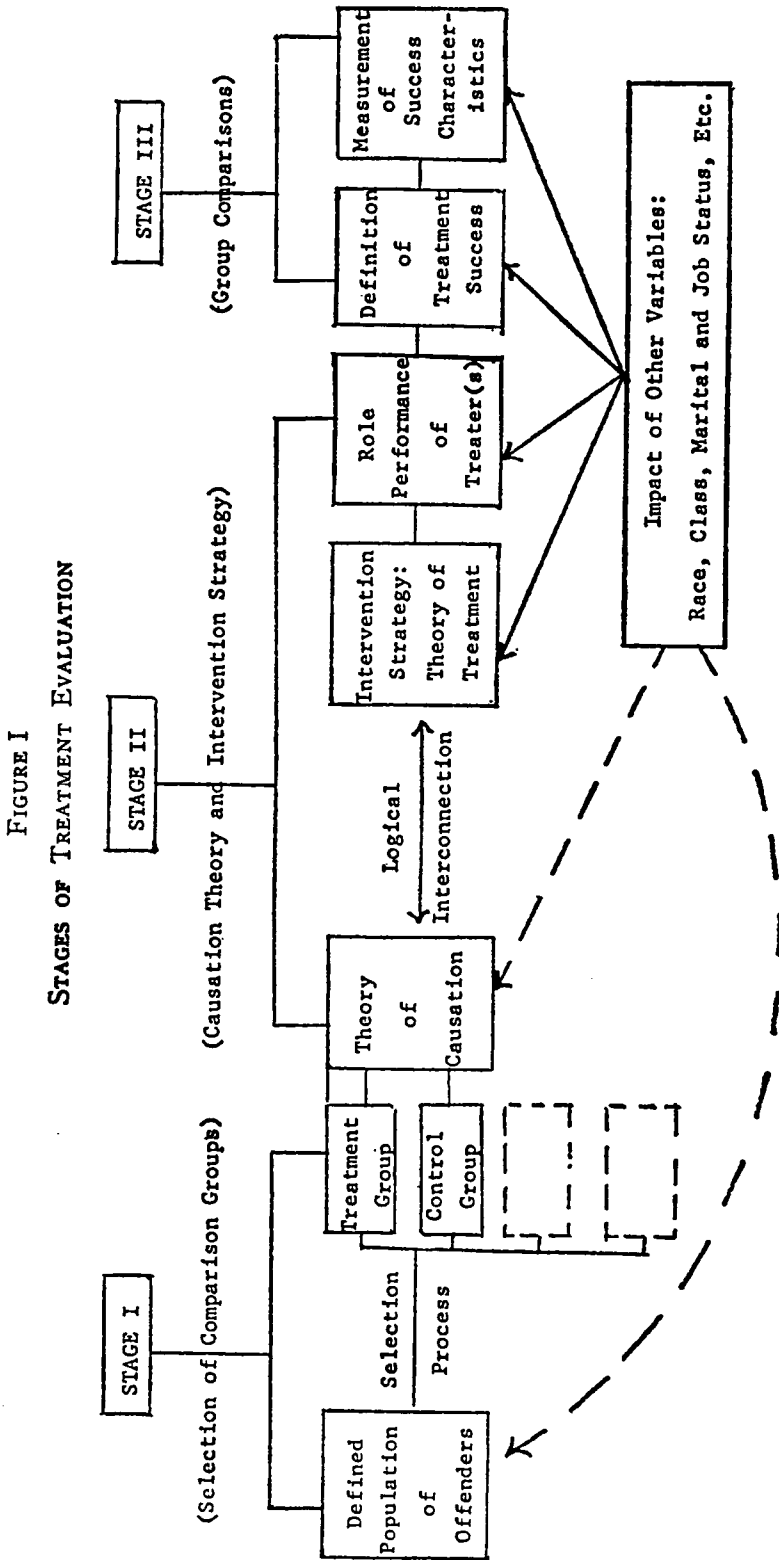 FIGURE I
STAGES OF TREATMENT EVALUATION
STAGE I
(Selection of Comparison Groups)
Defined
Population
of
Offenders
Selection
Process
Treatment
Group
Control
Group
STAGE II
(Causation Theory and Intervention Strategy)
Theory
of
Causation
Logical
Interconnection
Intervention
Strategy:
Theory of
Treatment
Role
Performance
of
Treater(s)
STAGE III
(Group Comparisons)
Definition
of
Treatment
Success
Measurement
of
Success
Character-
istics
Impact of Other Variables:
Race, Class, Marital and Job Status, Etc.